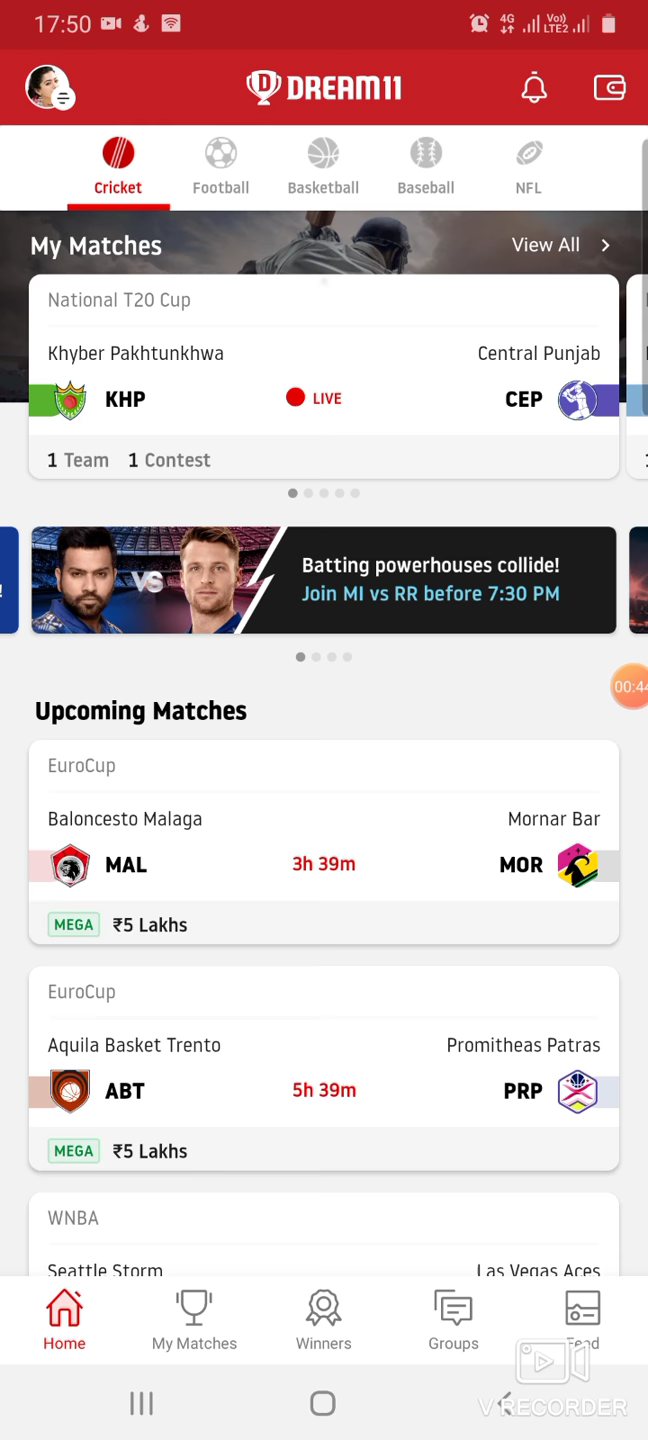 17:50
4G Vo)) LTE2
DREAM11
Cricket Football Basketball Baseball NFL
My Matches View All
National T20 Cup
Khyber Pakhtunkhwa Central Punjab
KHP LIVE CEP
1 Team 1 Contest
VS
Batting powerhouses collide!
Join MI vs RR before 7:30 PM
00:44
Upcoming Matches
EuroCup
Baloncesto Malaga Mornar Bar
MAL 3h 39m MOR
MEGA ₹5 Lakhs
EuroCup
Aquila Basket Trento Promitheas Patras
ABT 5h 39m PRP
MEGA ₹5 Lakhs
WNBA
Seattle Storm Las Vegas Aces
Home My Matches Winners Groups Feed
V RECORDER